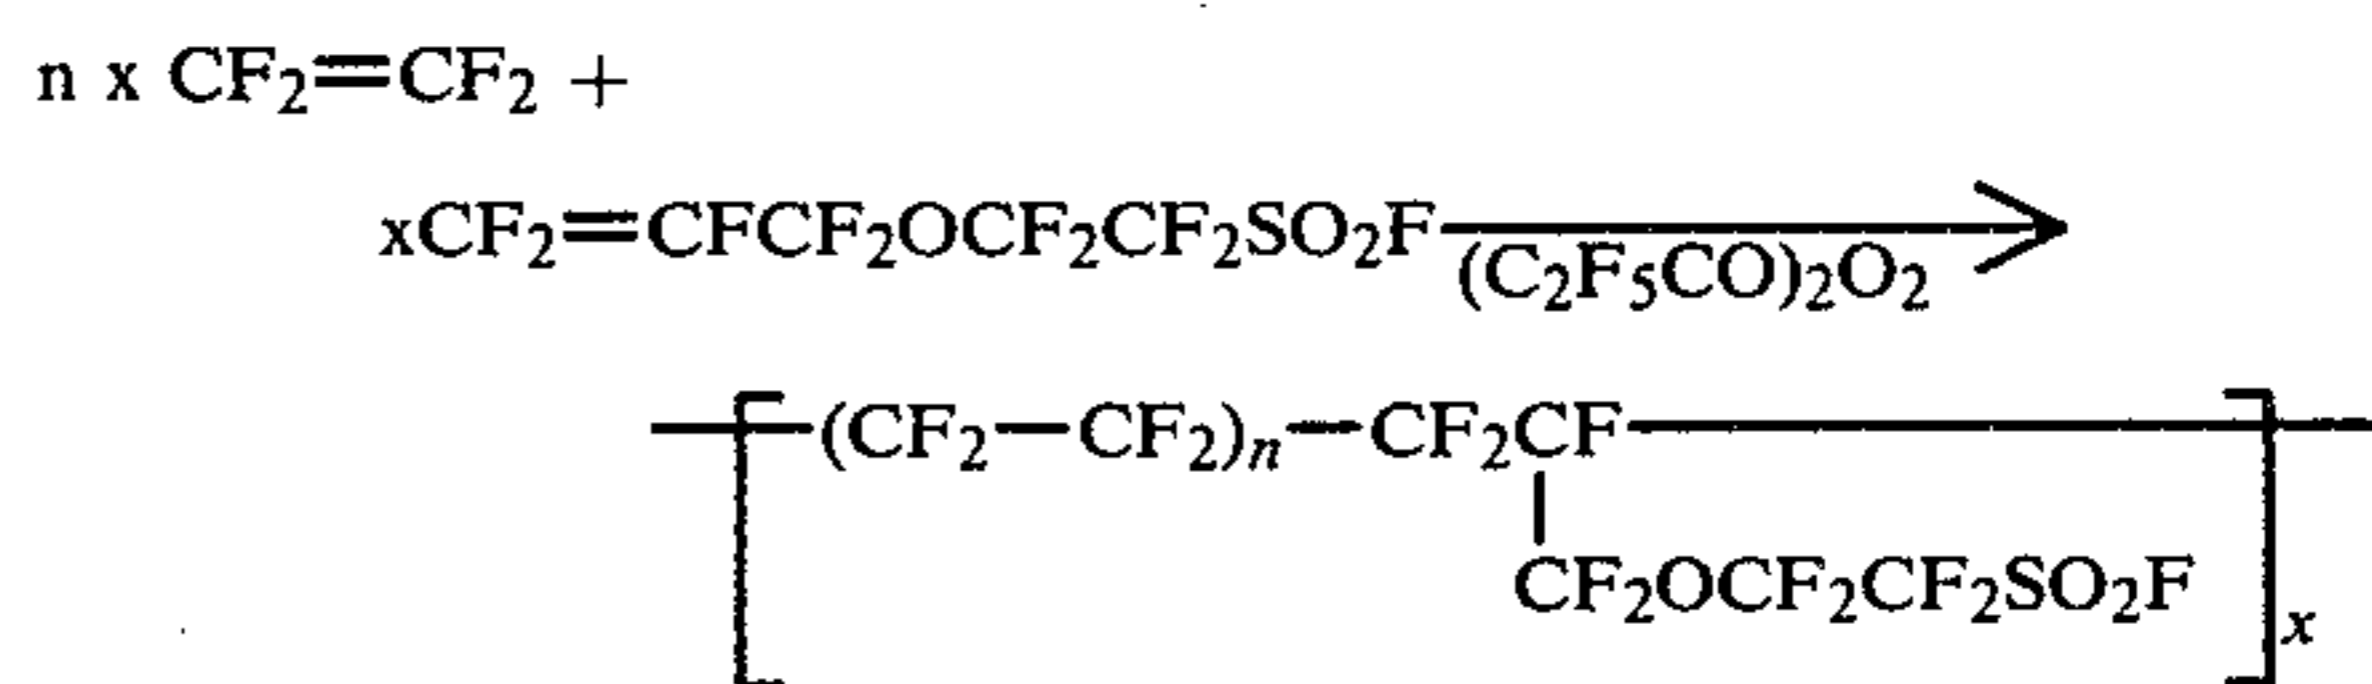 n x CF₂=CF₂ +
xCF₂=CFCF₂OCF₂CF₂SO₂F
(C₂F₅CO)₂O₂
(CF₂—CF₂)n—CF₂CF
CF₂OCF₂CF₂SO₂F
x